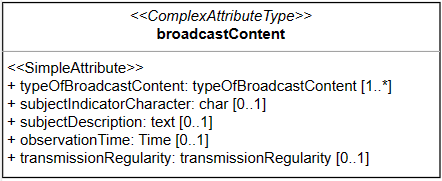 <<ComplexAttributeType>>
broadcastContent
<<SimpleAttribute>>
+ typeOfBroadcastContent: typeOfBroadcastContent [1..*]
+ subjectIndicatorCharacter: char [0..1]
+ subjectDescription: text [0..1]
+ observationTime: Time [0..1]
+ transmissionRegularity: transmissionRegularity [0..1]